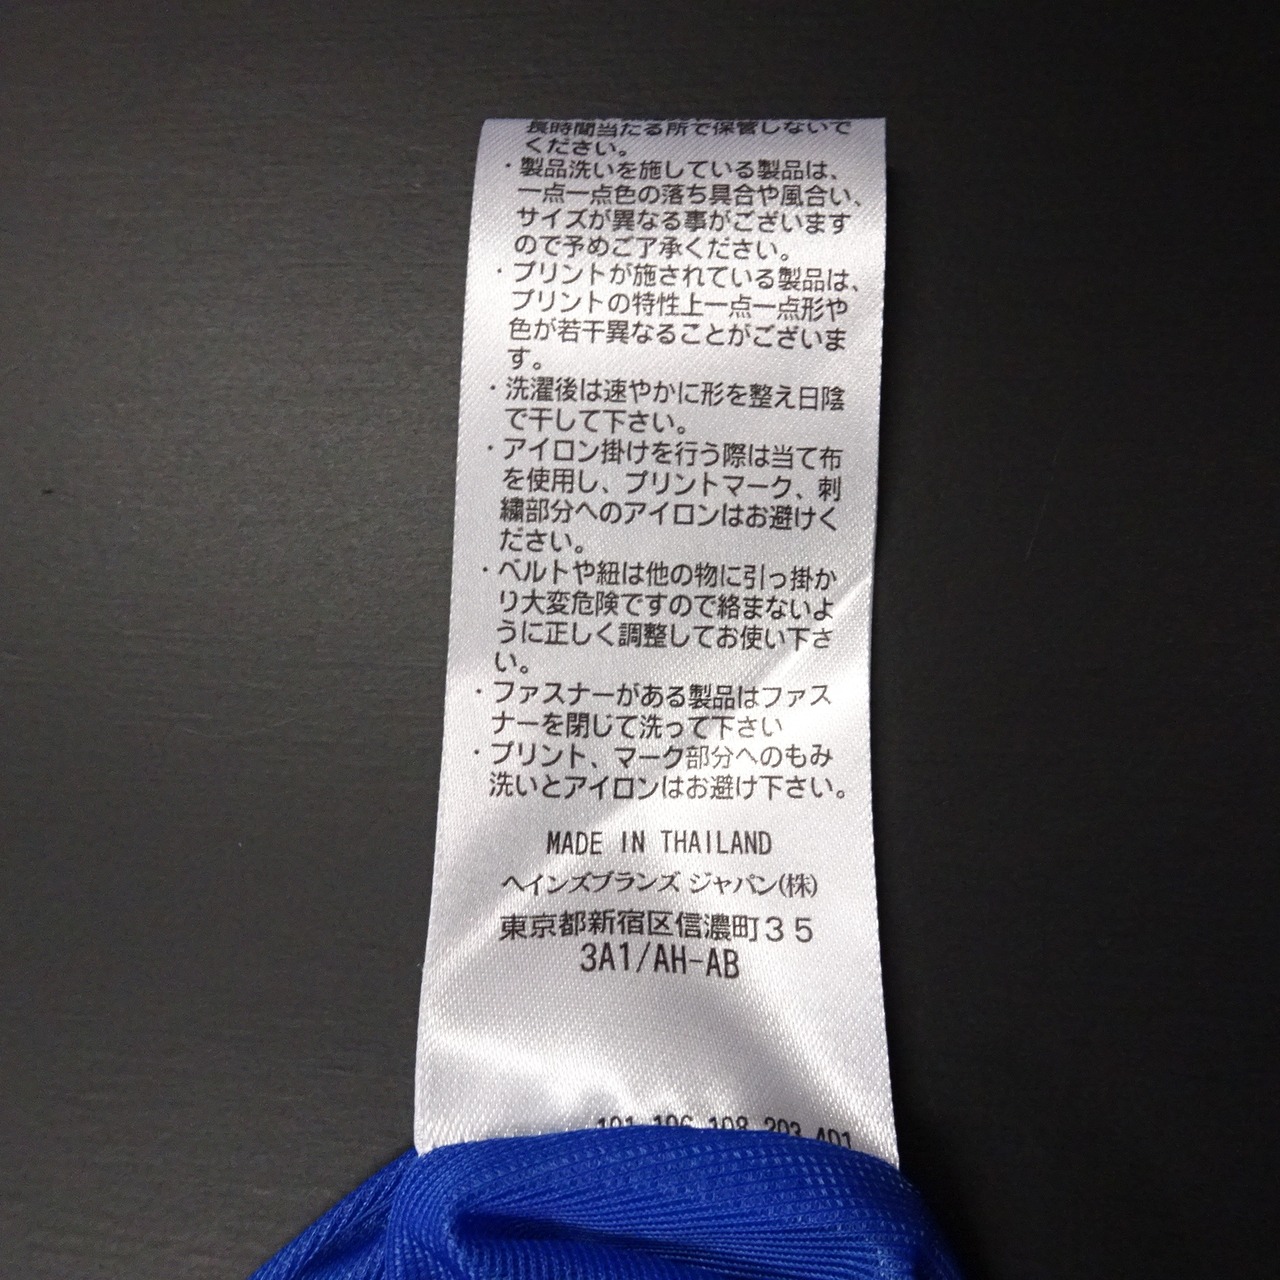 長時間当たる所で保管しないで
ください。
・製品洗いを施している製品は、
一点一点色の落ち具合や風合い、
サイズが異なる事がございます
ので予めご了承ください。
・プリントが施されている製品は、
プリントの特性上一点一点形や
色が若干異なることがございま
す。
・洗濯後は速やかに形を整え日陰
で干して下さい。
・アイロン掛けを行う際は当て布
を使用し、プリントマーク、刺
繍部分へのアイロンはお避けく
ださい。
・ベルトや紐は他の物に引っ掛か
り大変危険ですので絡まないよ
うに正しく調整してお使い下さ
い。
・ファスナーがある製品はファス
ナーを閉じて洗って下さい
・プリント、マーク部分へのもみ
洗いとアイロンはお避け下さい。
MADE IN THAILAND
ヘインズブランズ ジャパン(株)
東京都新宿区信濃町３５
3A1/AH-AB
101 106 108 203 401